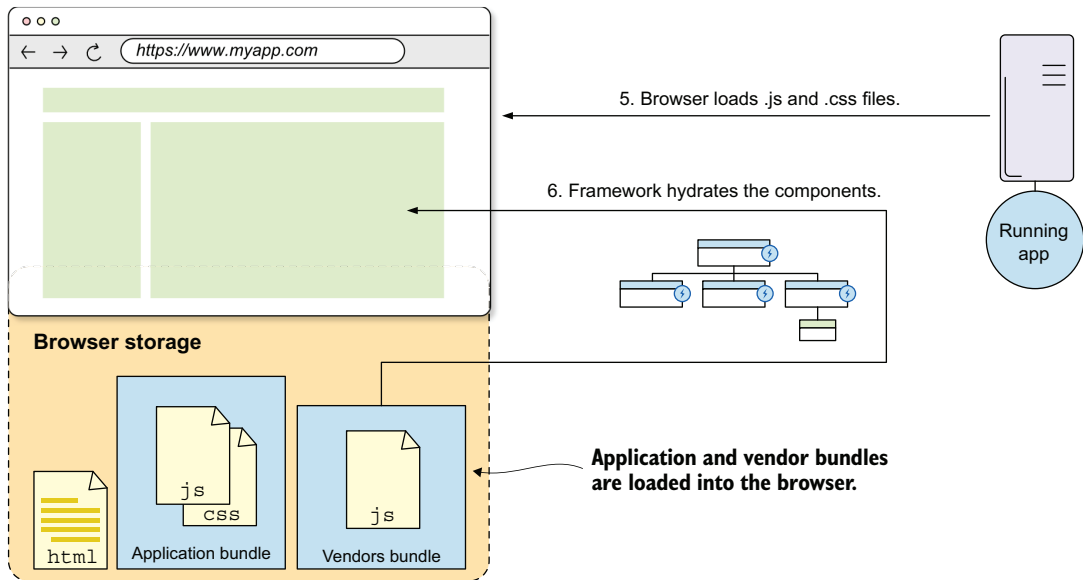 https://www.myapp.com
5. Browser loads .js and .css files.
6. Framework hydrates the components.
Running
app
Browser storage
js
css
js
html
Application bundle
Vendors bundle
Application and vendor bundles
are loaded into the browser.